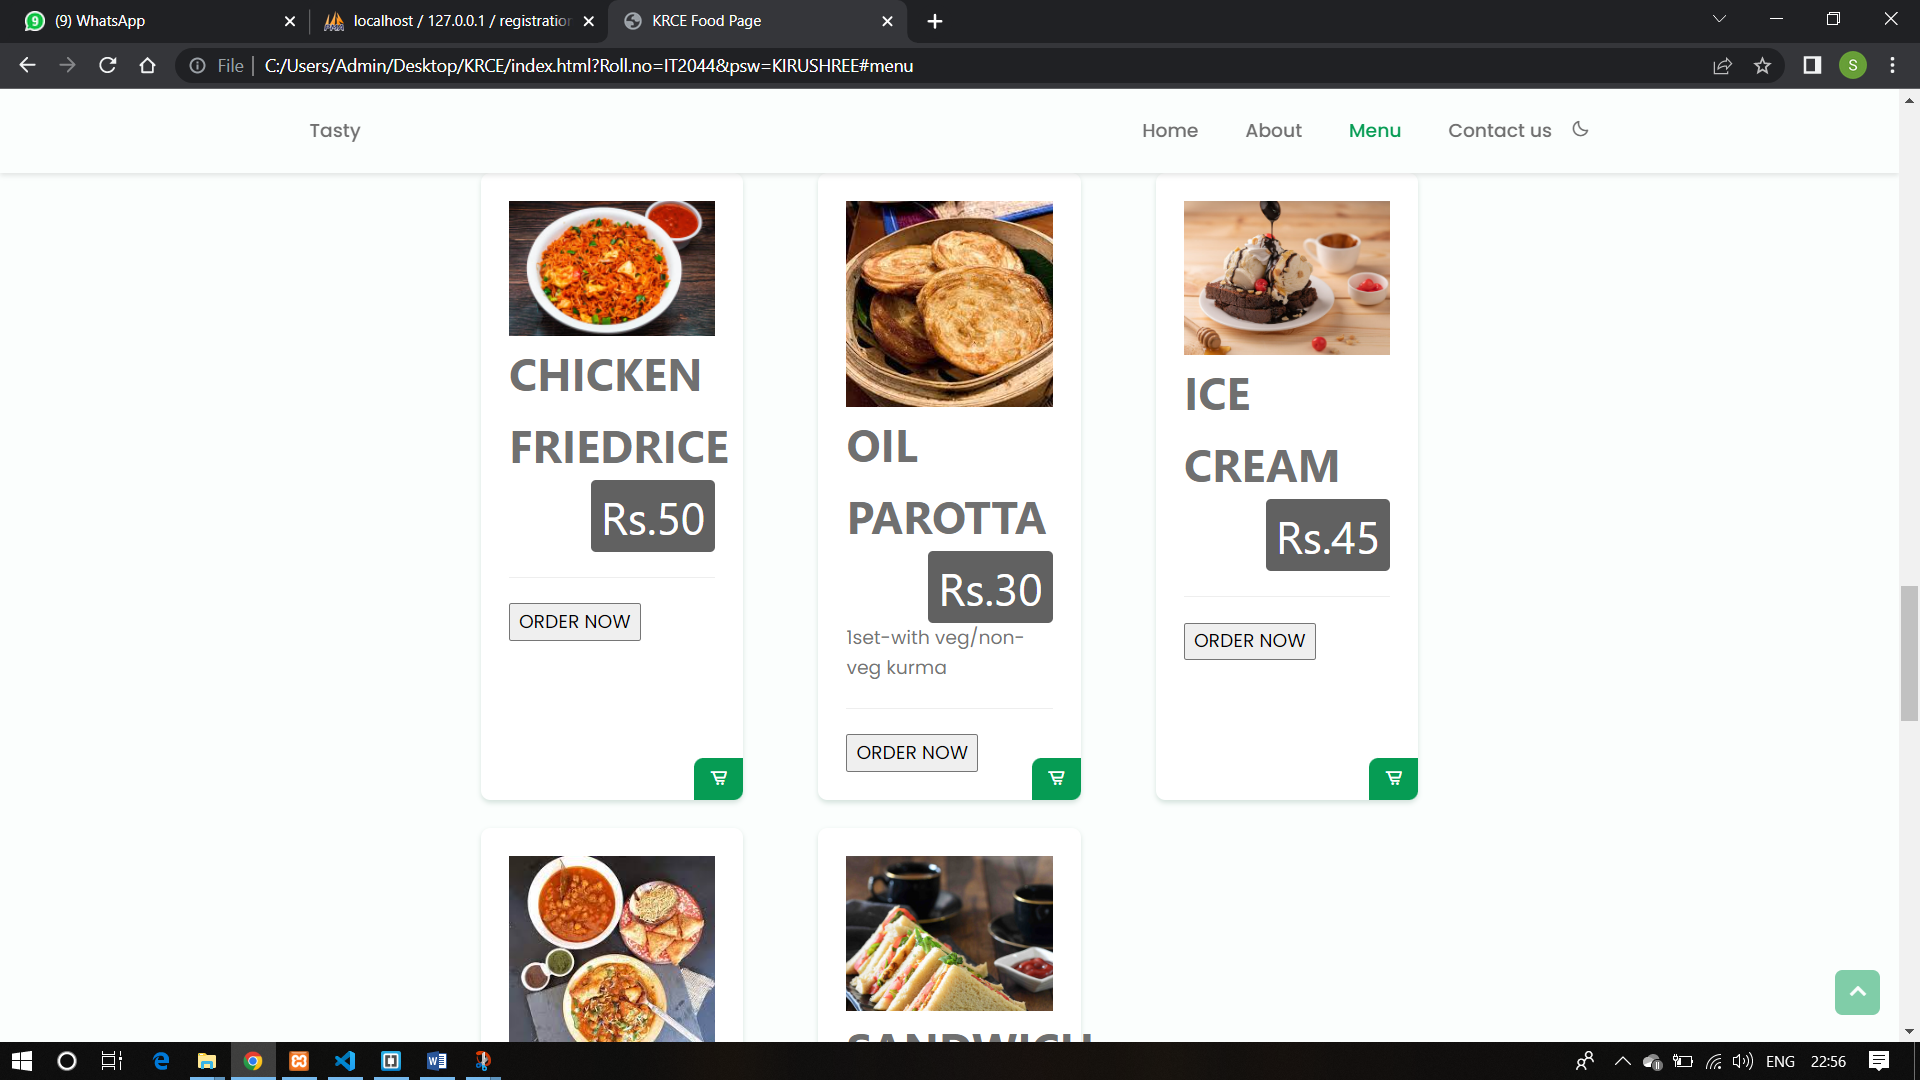 (9) WhatsApp
localhost / 127.0.0.1 / registration
KRCE Food Page
File
C:/Users/Admin/Desktop/KRCE/index.html?Roll.no=IT2044&psw=KIRUSHREE#menu
S
Tasty
Home
About
Menu
Contact us
CHICKEN
FRIEDRICE
Rs.50
ORDER NOW
OIL
PAROTTA
Rs.30
1set-with veg/non-
veg kurma
ORDER NOW
ICE
CREAM
Rs.45
ORDER NOW
SANDWICH
ENG
22:56